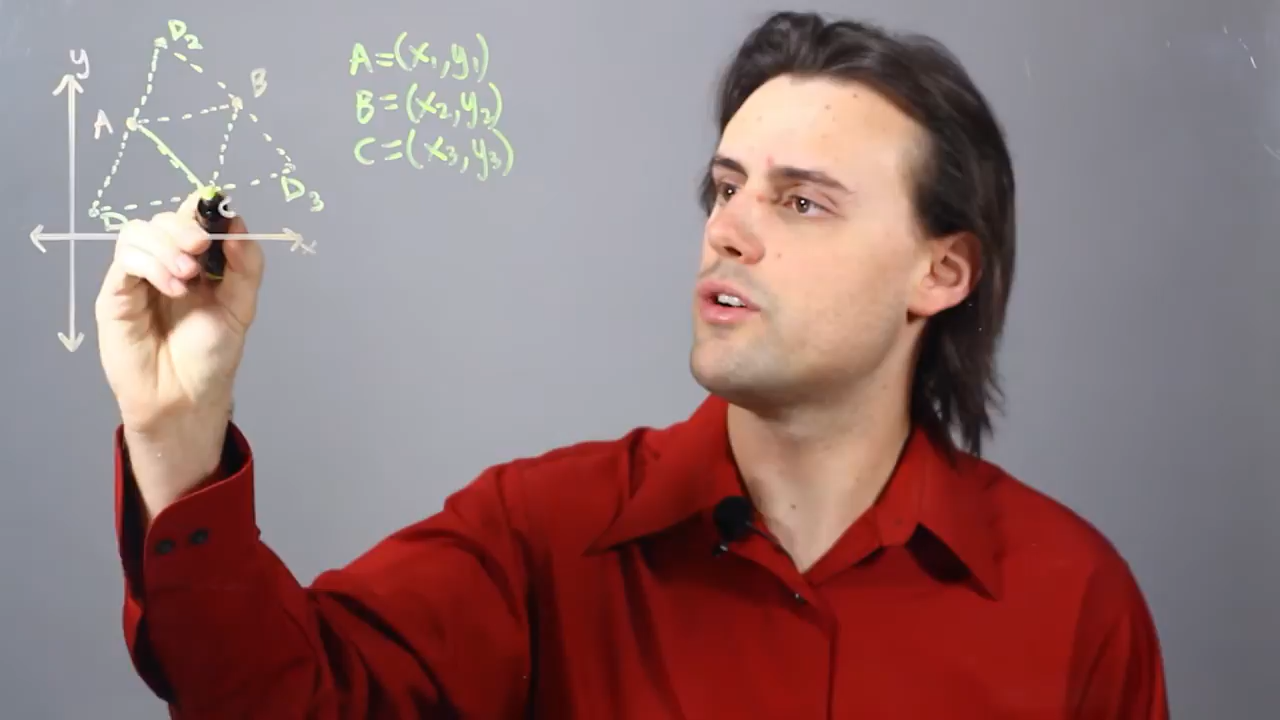 D₂
y
B
A
D₃
D
C
x
A=(x₁,y₁)
B=(x₂,y₂)
C=(x₃,y₃)